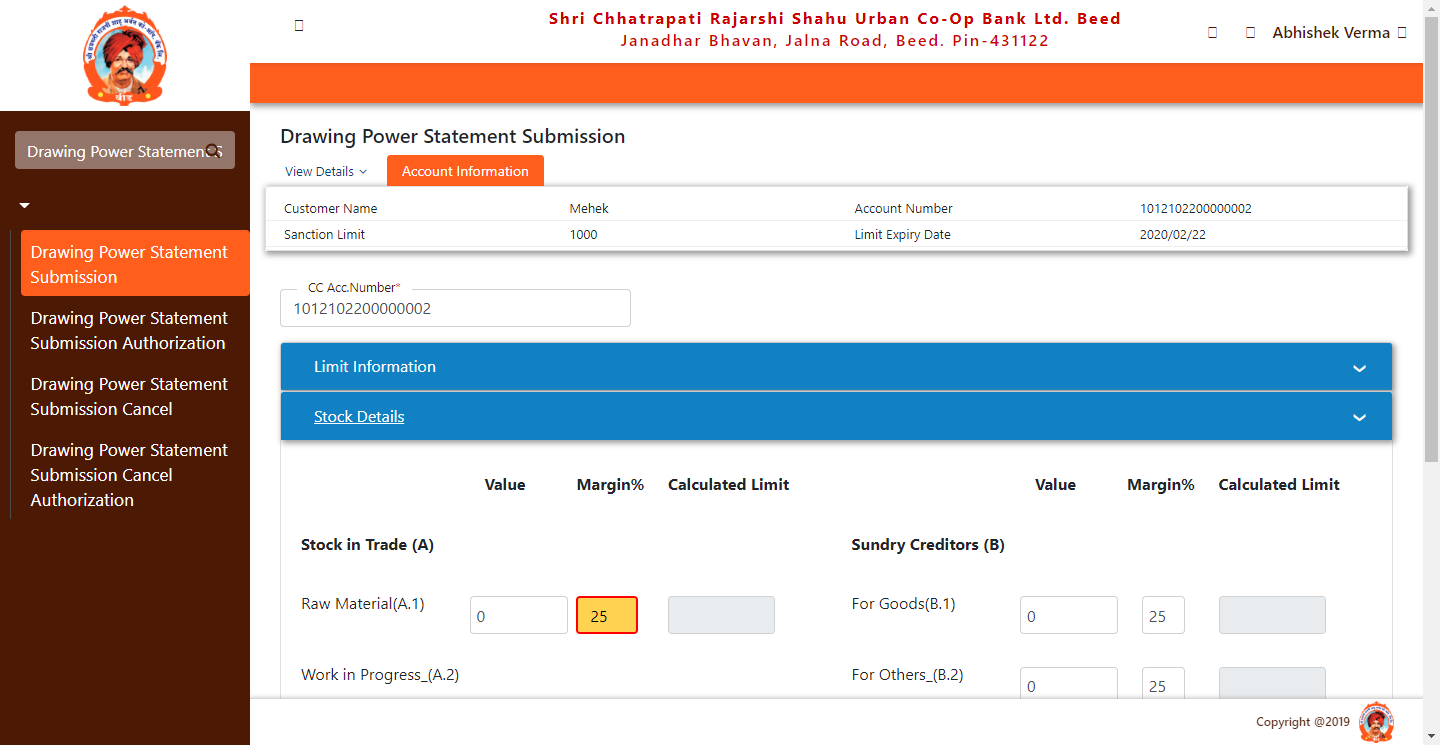 Shri Chhatrapati Rajarshi Shahu Urban Co-Op Bank Ltd. Beed
Janadhar Bhavan, Jalna Road, Beed. Pin-431122
Abhishek Verma
बीड
Drawing Power Statement S
Drawing Power Statement
Submission
Drawing Power Statement
Submission Authorization
Drawing Power Statement
Submission Cancel
Drawing Power Statement
Submission Cancel
Authorization
Drawing Power Statement Submission
View Details Account Information
Customer Name Mehek Account Number 1012102200000002
Sanction Limit 1000 Limit Expiry Date 2020/02/22
CC Acc.Number*
1012102200000002
Limit Information
Stock Details
Value Margin% Calculated Limit Value Margin% Calculated Limit
Stock in Trade (A) Sundry Creditors (B)
Raw Material(A.1) 0 25 For Goods(B.1) 0 25
Work in Progress_(A.2) For Others_(B.2) 0 25
Copyright @2019